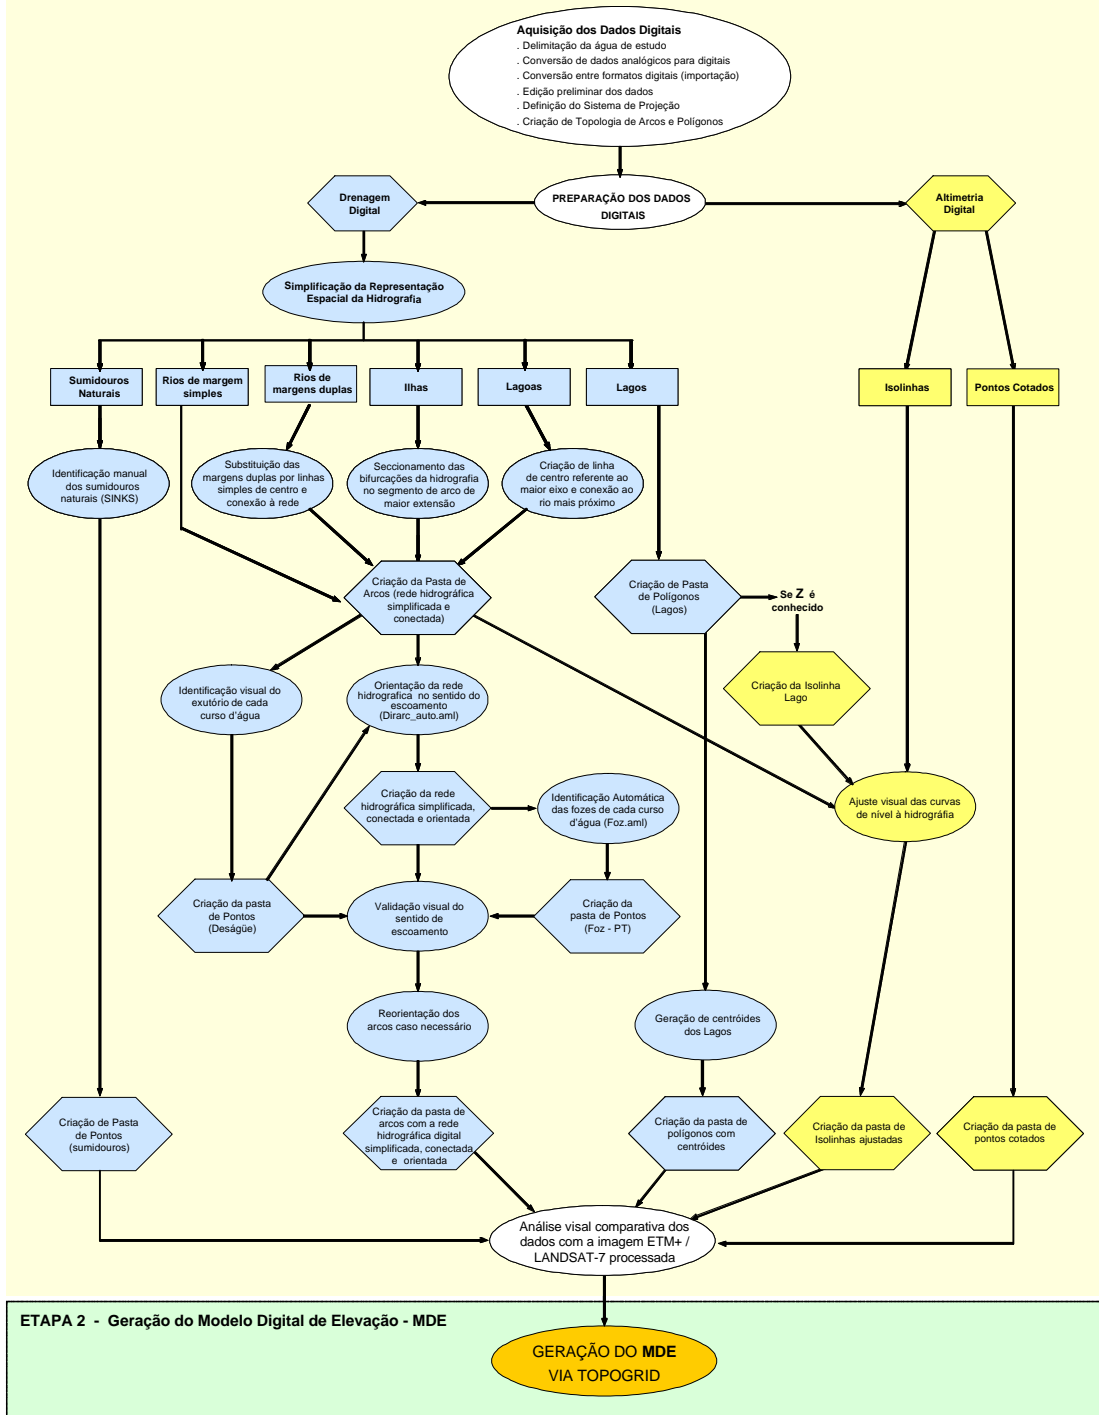 Aquisição dos Dados Digitais
. Delimitação da água de estudo
. Conversão de dados analógicos para digitais
. Conversão entre formatos digitais (importação)
. Edição preliminar dos dados
. Definição do Sistema de Projeção
. Criação de Topologia de Arcos e Polígonos
PREPARAÇÃO DOS DADOS
DIGITAIS
Drenagem
Digital
Altimetria
Digital
Simplificação da Representação
Espacial da Hidrografia
Sumidouros
Naturais
Rios de margem
simples
Rios de
margens duplas
Ilhas
Lagoas
Lagos
Isolinhas
Pontos Cotados
Identificação manual
dos sumidouros
naturais (SINKS)
Substituição das
margens duplas por linhas
simples de centro e
conexão à rede
Seccionamento das
bifurcações da hidrografia
no segmento de arco de
maior extensão
Criação de linha
de centro referente ao
maior eixo e conexão ao
rio mais próximo
Criação da Pasta de
Arcos (rede hidrográfica
simplificada e
conectada)
Criação de Pasta
de Polígonos
(Lagos)
Se Z é
conhecido
Criação da Isolinha
Lago
Identificação visual do
exutório de cada
curso d'água
Orientação da rede
hidrografica no sentido do
escoamento
(Dirarc_auto.aml)
Criação da rede
hidrográfica simplificada,
conectada e orientada
Identificação Automática
das fozes de cada curso
d'água (Foz.aml)
Ajuste visual das curvas
de nível à hidrográfia
Criação da pasta
de Pontos
(Deságüe)
Validação visual do
sentido de
escoamento
Criação da
pasta de Pontos
(Foz - PT)
Reorientação dos
arcos caso necessário
Geração de centróides
dos Lagos
Criação de Pasta
de Pontos
(sumidouros)
Criação da pasta de
arcos com a rede
hidrográfica digital
simplificada, conectada
e orientada
Criação da pasta de
polígonos com
centróides
Criação da pasta de
Isolinhas ajustadas
Criação da pasta de
pontos cotados
Análise visal comparativa dos
dados com a imagem ETM+ /
LANDSAT-7 processada
ETAPA 2 - Geração do Modelo Digital de Elevação - MDE
GERAÇÃO DO MDE
VIA TOPOGRID